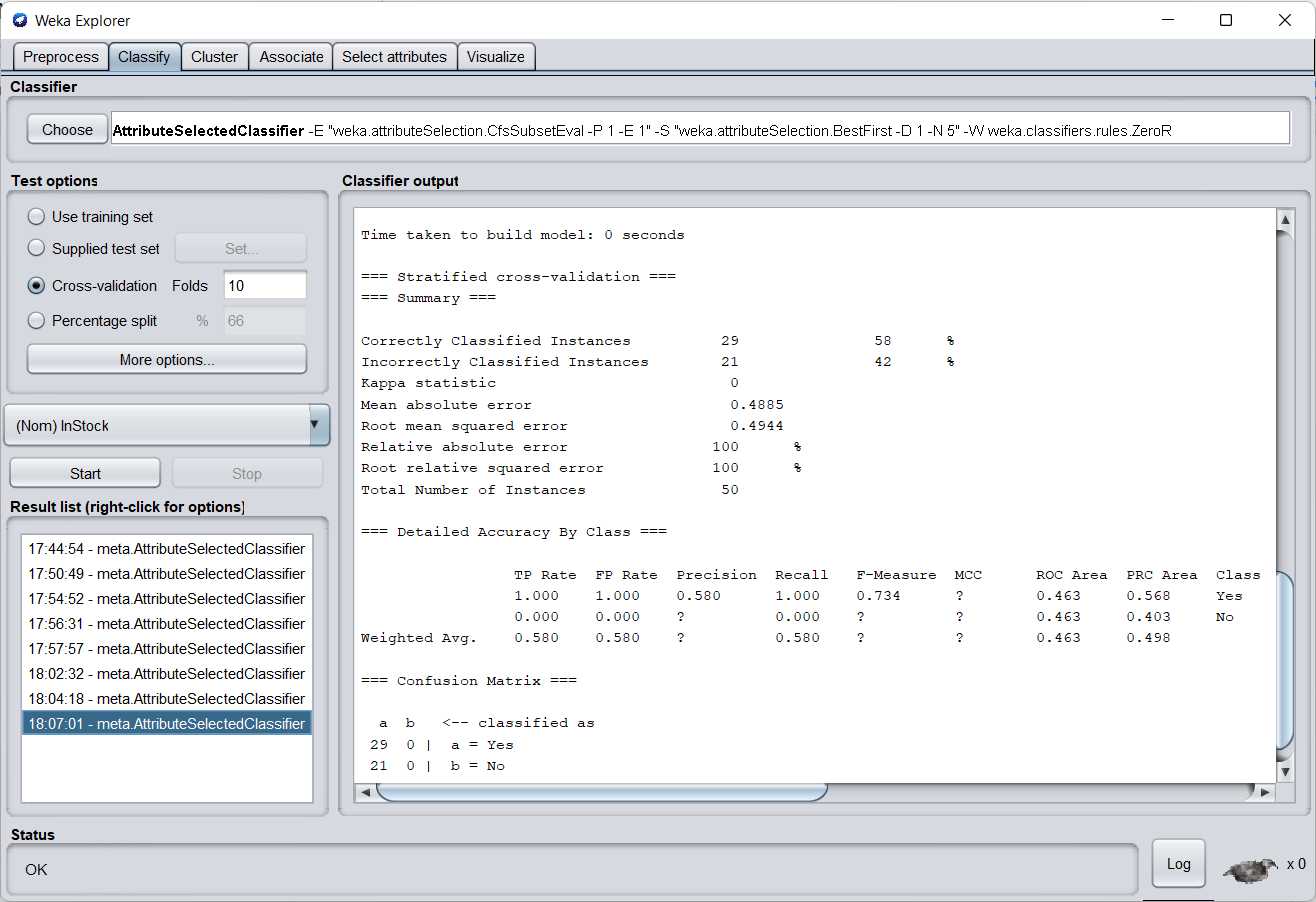 Weka Explorer
Preprocess Classify Cluster Associate Select attributes Visualize
Classifier
Choose AttributeSelectedClassifier -E "weka.attributeSelection.CfsSubsetEval -P 1 -E 1" -S "weka.attributeSelection.BestFirst -D 1 -N 5" -W weka.classifiers.rules.ZeroR
Test options
Use training set
Supplied test set Set...
Cross-validation Folds 10
Percentage split % 66
More options...
(Nom) InStock
Start Stop
Result list (right-click for options)
17:44:54 - meta.AttributeSelectedClassifier
17:50:49 - meta.AttributeSelectedClassifier
17:54:52 - meta.AttributeSelectedClassifier
17:56:31 - meta.AttributeSelectedClassifier
17:57:57 - meta.AttributeSelectedClassifier
18:02:32 - meta.AttributeSelectedClassifier
18:04:18 - meta.AttributeSelectedClassifier
18:07:01 - meta.AttributeSelectedClassifier
Classifier output
Time taken to build model: 0 seconds
=== Stratified cross-validation ===
=== Summary ===
Correctly Classified Instances 29 58 %
Incorrectly Classified Instances 21 42 %
Kappa statistic 0
Mean absolute error 0.4885
Root mean squared error 0.4944
Relative absolute error 100 %
Root relative squared error 100 %
Total Number of Instances 50
=== Detailed Accuracy By Class ===
TP Rate FP Rate Precision Recall F-Measure MCC ROC Area PRC Area Class
1.000 1.000 0.580 1.000 0.734 ? 0.463 0.568 Yes
0.000 0.000 ? 0.000 ? ? 0.463 0.403 No
Weighted Avg. 0.580 0.580 ? 0.580 ? ? 0.463 0.498
=== Confusion Matrix ===
a b <-- classified as
29 0 | a = Yes
21 0 | b = No
Status
OK
Log
x 0